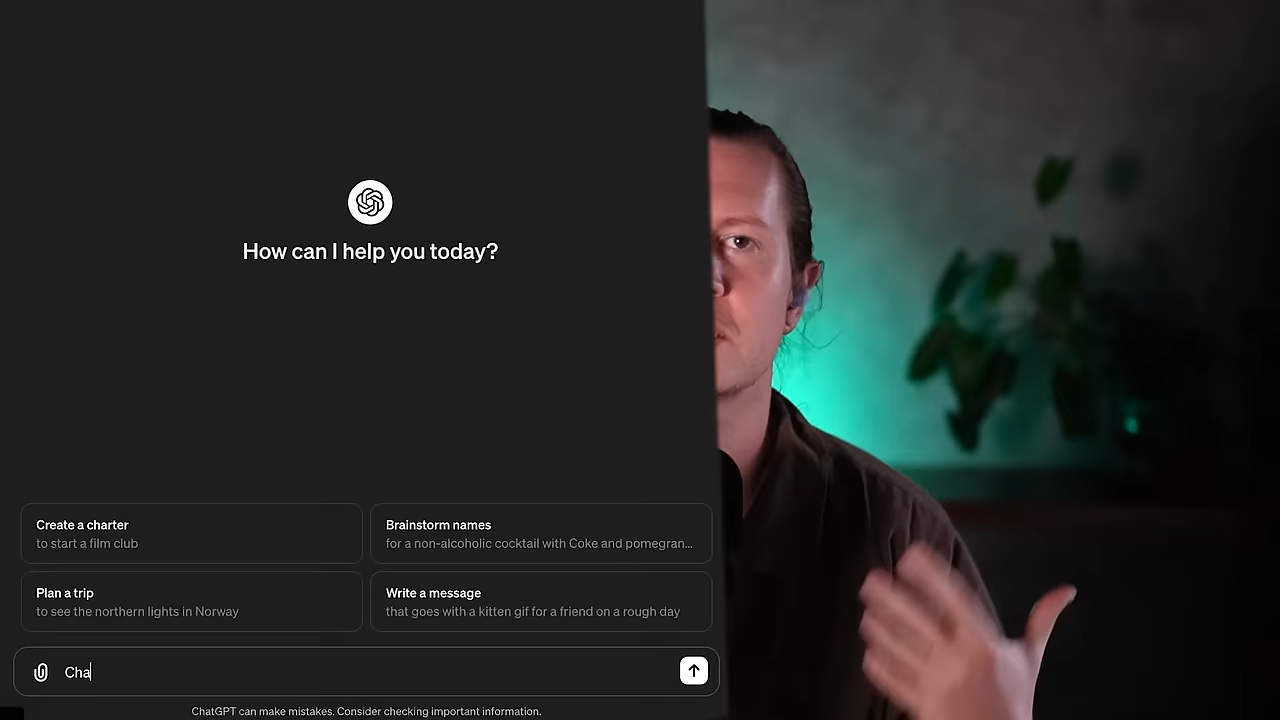 How can I help you today?
Create a charter
to start a film club
Brainstorm names
for a non-alcoholic cocktail with Coke and pomegran...
Plan a trip
to see the northern lights in Norway
Write a message
that goes with a kitten gif for a friend on a rough day
Cha
ChatGPT can make mistakes. Consider checking important information.